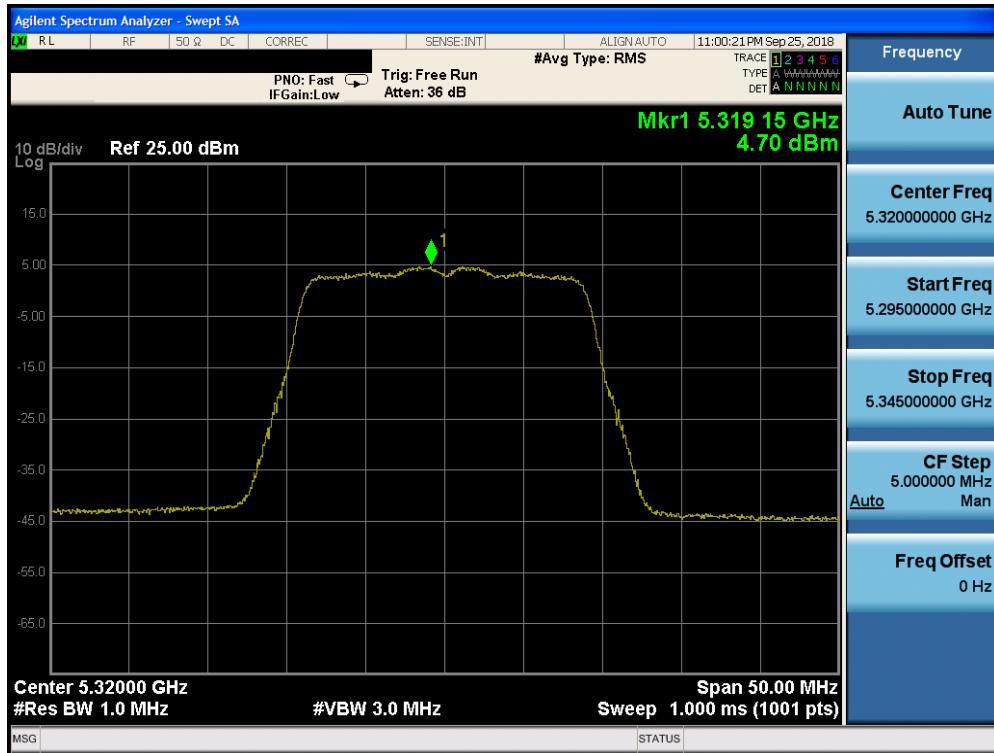 Agilent Spectrum Analyzer - Swept SA
LXI RL RF 50 Ω DC CORREC SENSE:INT ALIGN AUTO 11:00:21 PM Sep 25, 2018
#Avg Type: RMS
TRACE 1 2 3 4 5 6
PNO: Fast Trig: Free Run
TYPE A WWWWW
IFGain:Low Atten: 36 dB
DET A N N N N N
Mkr1 5.319 15 GHz
4.70 dBm
10 dB/div Ref 25.00 dBm
Log
15.0
1
5.00
-5.00
-15.0
-25.0
-35.0
-45.0
-55.0
-65.0
Center 5.32000 GHz Span 50.00 MHz
#Res BW 1.0 MHz #VBW 3.0 MHz Sweep 1.000 ms (1001 pts)
MSG STATUS
Frequency
Auto Tune
Center Freq
5.320000000 GHz
Start Freq
5.295000000 GHz
Stop Freq
5.345000000 GHz
CF Step
5.000000 MHz
Auto Man
Freq Offset
0 Hz